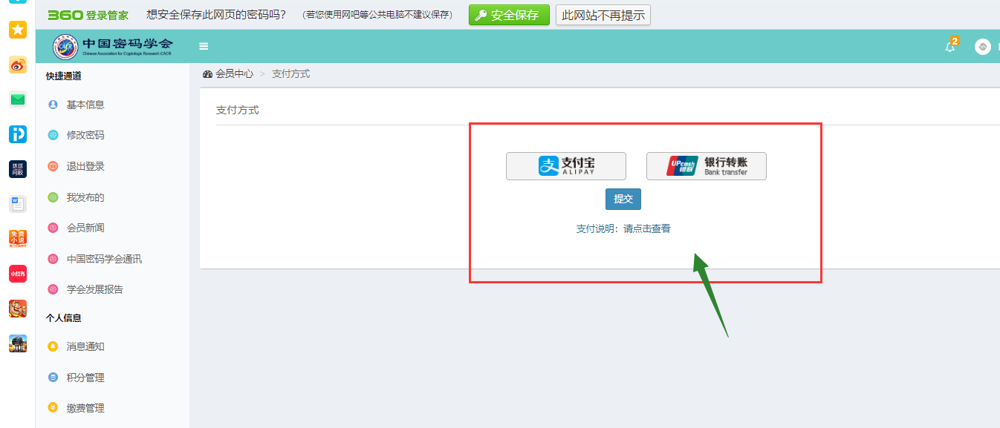 360登录管家 想安全保存此网页的密码吗? (若您使用网吧等公共电脑不建议保存) 安全保存 此网站不再提示
CACR 中国密码学会
Chinese Association for Cryptologic Research.CACR
2
快捷通道
会员中心 > 支付方式
基本信息
支付方式
修改密码
退出登录
我发布的
会员新闻
中国密码学会通讯
学会发展报告
个人信息
消息通知
积分管理
缴费管理
支 支付宝
ALIPAY
UPcash 银联 银行转账
Bank transfer
提交
支付说明：请点击查看
环球
网校
W
免费
小说
小红书